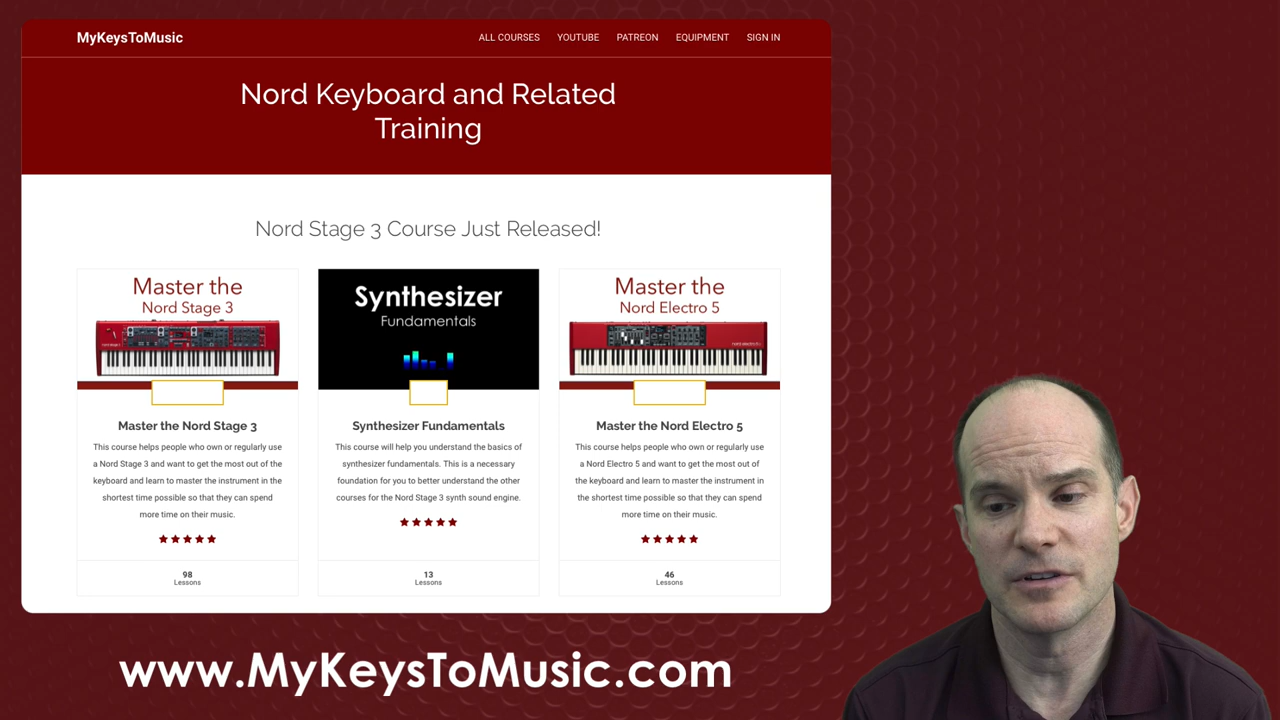 MyKeysToMusic
ALL COURSES YOUTUBE PATREON EQUIPMENT SIGN IN
Nord Keyboard and Related
Training
Nord Stage 3 Course Just Released!
Master the
Nord Stage 3
Master the Nord Stage 3
This course helps people who own or regularly use
a Nord Stage 3 and want to get the most out of the
keyboard and learn to master the instrument in the
shortest time possible so that they can spend
more time on their music.
98
Lessons
Synthesizer
Fundamentals
Synthesizer Fundamentals
This course will help you understand the basics of
synthesizer fundamentals. This is a necessary
foundation for you to better understand the other
courses for the Nord Stage 3 synth sound engine.
13
Lessons
Master the
Nord Electro 5
Master the Nord Electro 5
This course helps people who own or regularly use
a Nord Electro 5 and want to get the most out of
the keyboard and learn to master the instrument in
the shortest time possible so that they can spend
more time on their music.
46
Lessons
www.MyKeysToMusic.com